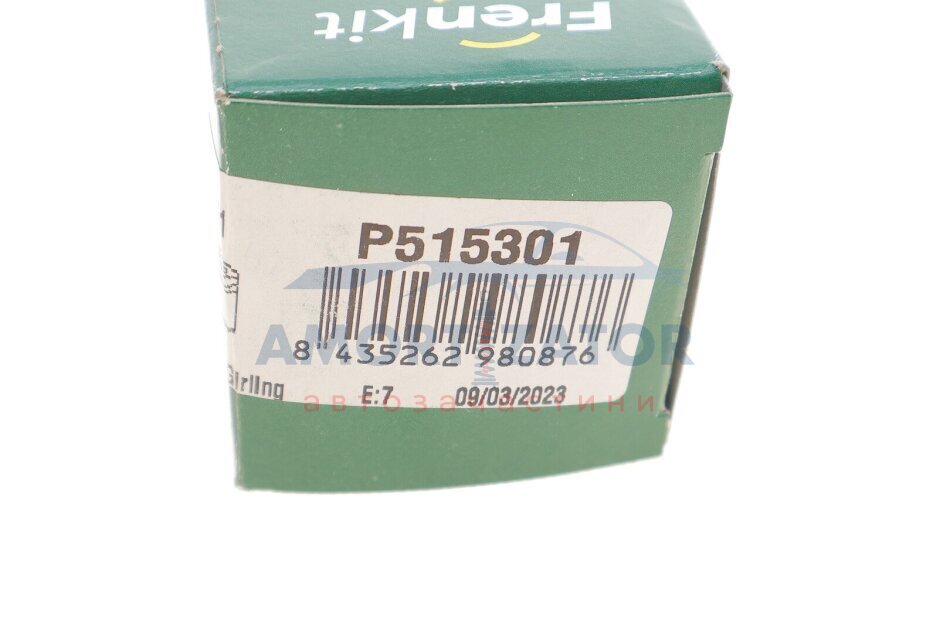 Frenkit
P515301
8 435262 980876
Girling
E:7 09/03/2023
AMORTIZATOR
автозапчастини